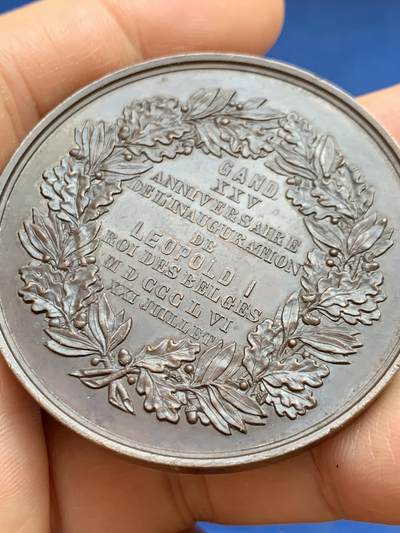 GAND
XXV
ANNIVERSAIRE
DE L'INAUGURATION
DE
LEOPOLD I
ROI DES BELGES
M D CCC L VI
XXI JUILLET